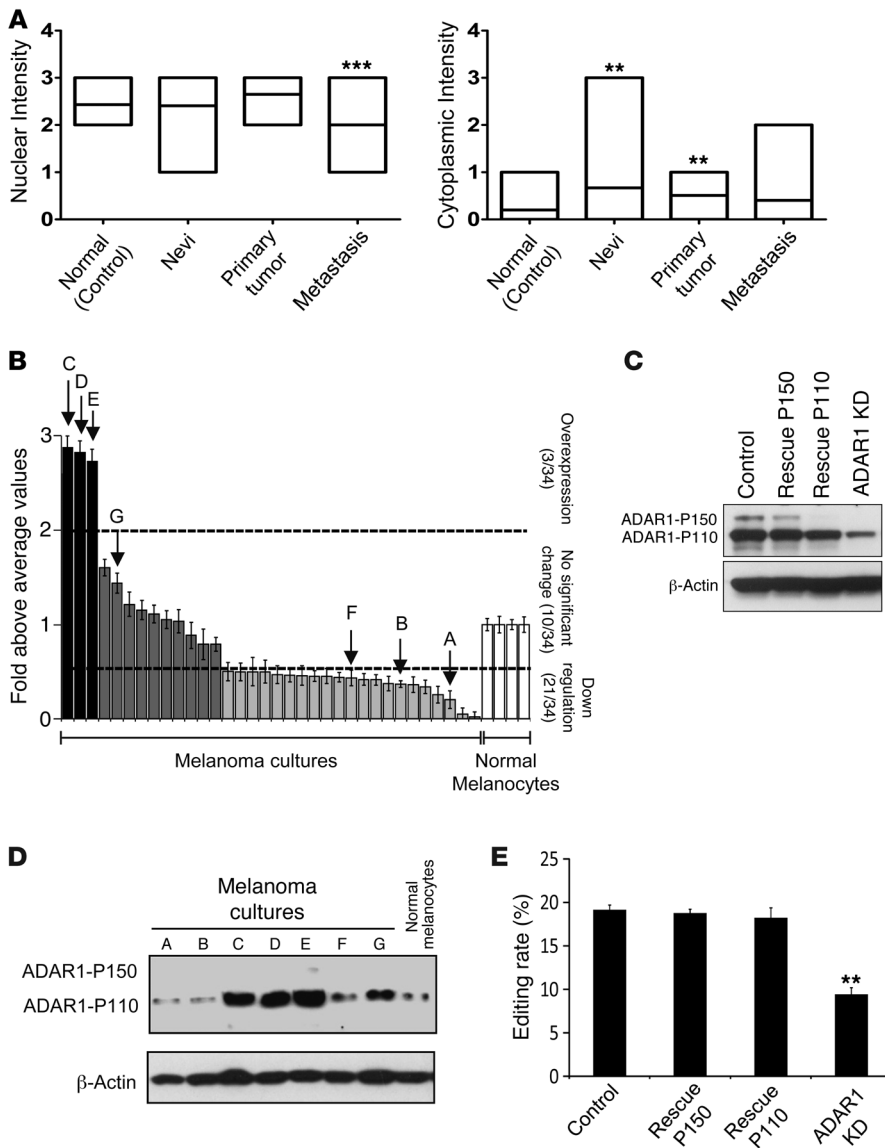 A
Nuclear Intensity
4
3
2
1
0
***
Normal
(Control)
Nevi
Primary
tumor
Metastasis
Cytoplasmic Intensity
4
3
2
1
0
**
**
Normal
(Control)
Nevi
Primary
tumor
Metastasis
B
Fold above average values
3
2
1
0
C
D
E
G
F
B
A
Overexpression
(3/34)
No significant
change (10/34)
Down
regulation
(21/34)
Melanoma cultures
Normal
Melanocytes
C
Control
Rescue P150
Rescue P110
ADAR1 KD
ADAR1-P150
ADAR1-P110
β-Actin
D
Melanoma
cultures
Normal
melanocytes
A B C D E F G
ADAR1-P150
ADAR1-P110
β-Actin
E
Editing rate (%)
25
20
15
10
5
0
**
Control
Rescue
P150
Rescue
P110
ADAR1
KD